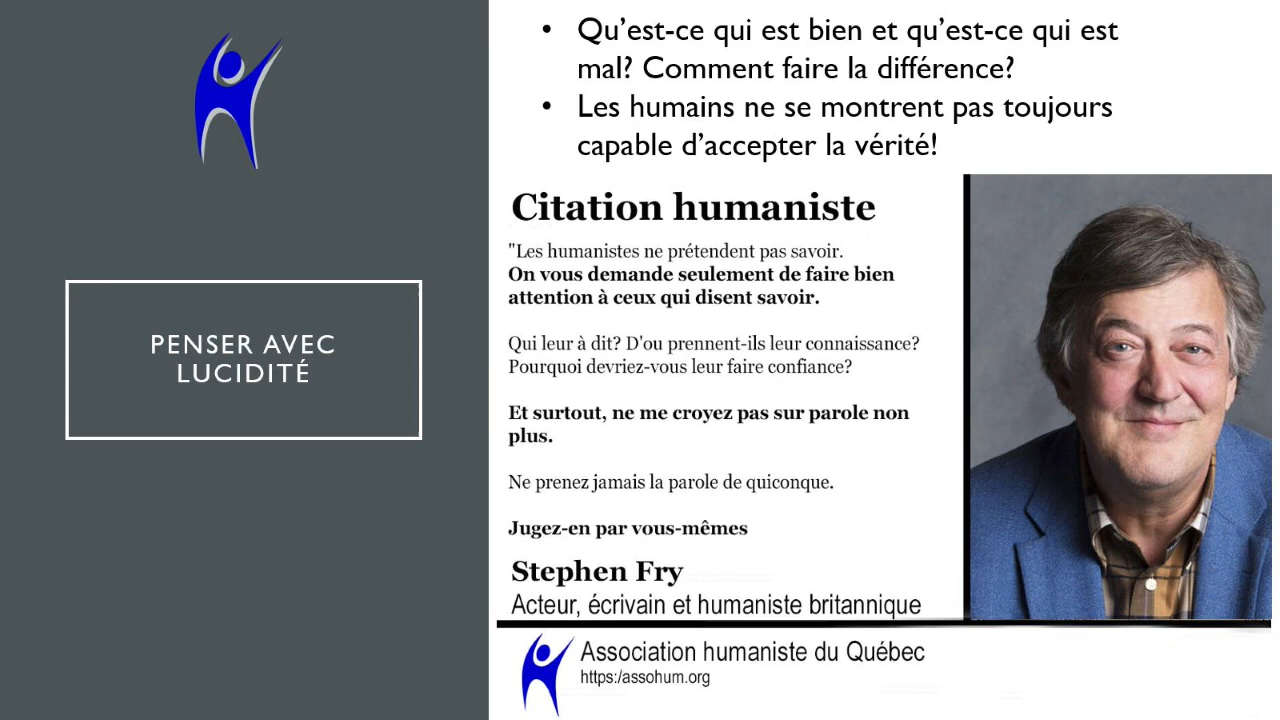 PENSER AVEC
LUCIDITÉ
• Qu’est-ce qui est bien et qu’est-ce qui est
mal? Comment faire la différence?
• Les humains ne se montrent pas toujours
capable d’accepter la vérité!
Citation humaniste
"Les humanistes ne prétendent pas savoir.
On vous demande seulement de faire bien
attention à ceux qui disent savoir.
Qui leur à dit? D'ou prennent-ils leur connaissance?
Pourquoi devriez-vous leur faire confiance?
Et surtout, ne me croyez pas sur parole non
plus.
Ne prenez jamais la parole de quiconque.
Jugez-en par vous-mêmes
Stephen Fry
Acteur, écrivain et humaniste britannique
Association humaniste du Québec
https:/assohum.org